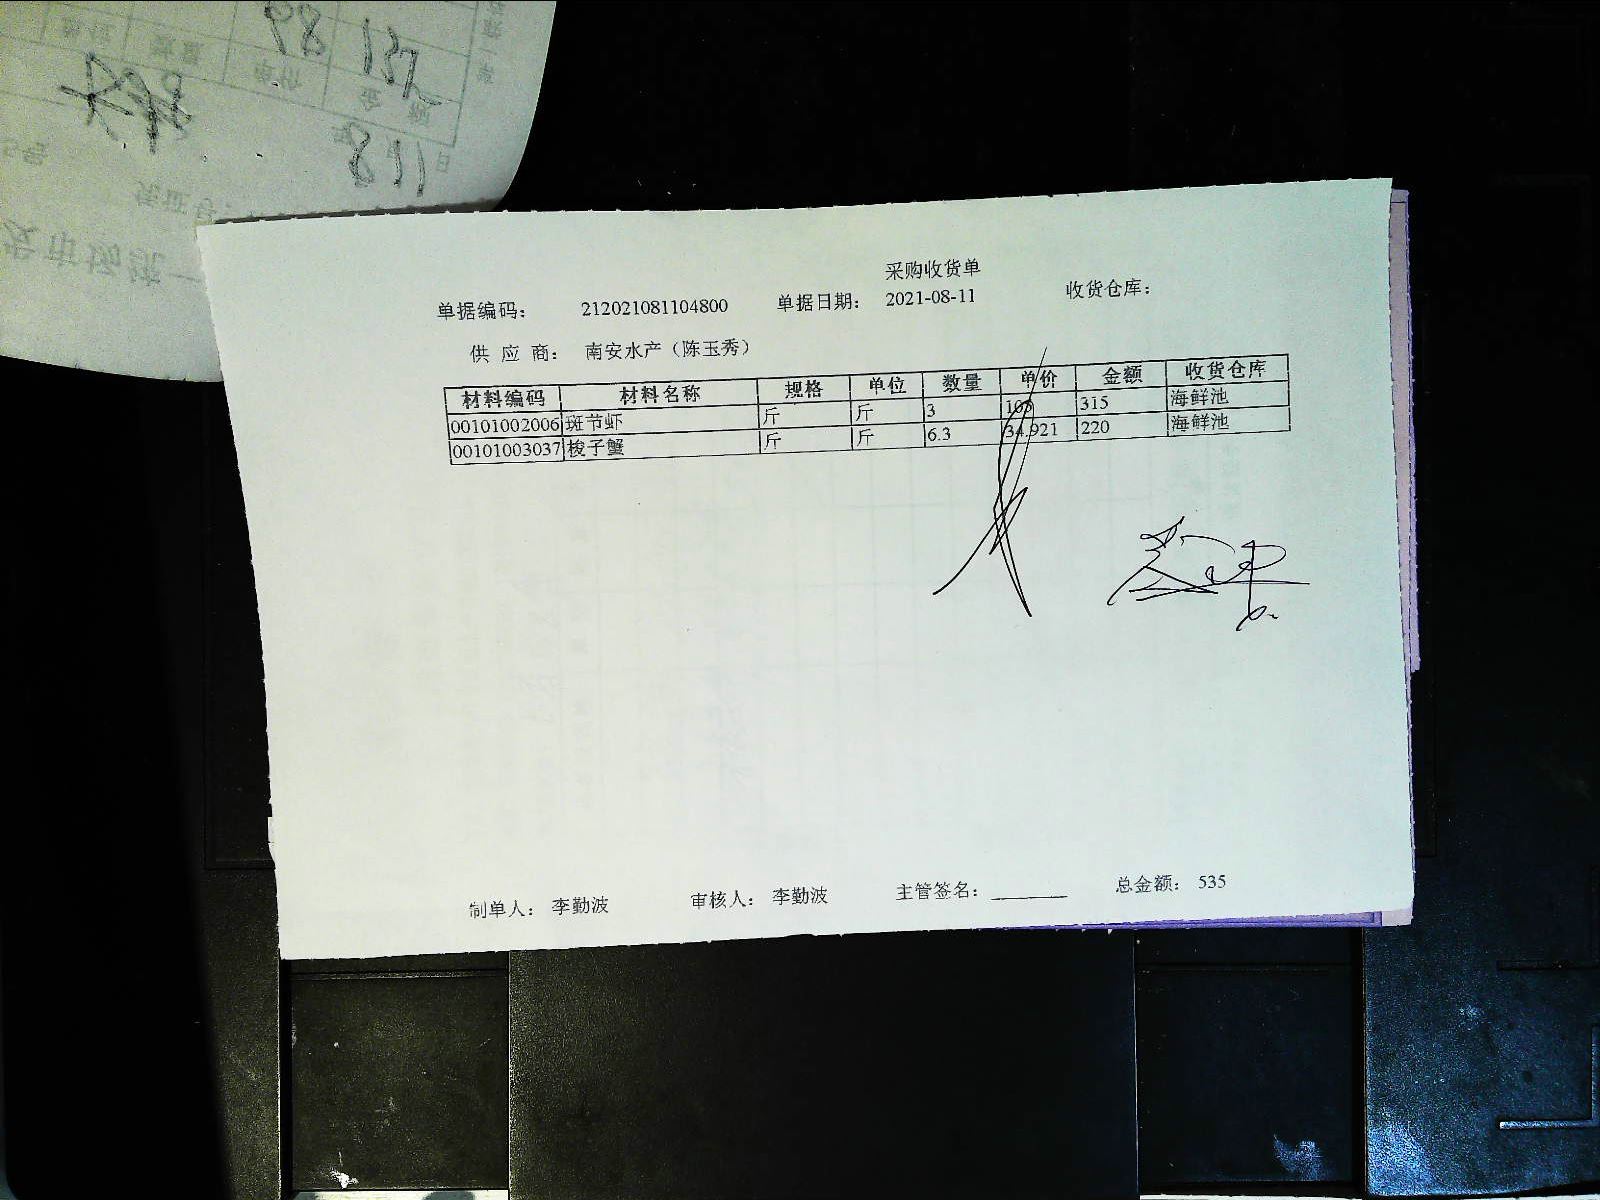 采购收货单
单据编码： 212021081104800 单据日期： 2021-08-11 收货仓库：
供 应 商： 南安水产（陈玉秀）
材料编码 材料名称 规格 单位 数量 单价 金额 收货仓库
00101002006 斑节虾 斤 斤 3 105 315 海鲜池
00101003037 梭子蟹 斤 斤 6.3 34.921 220 海鲜池
制单人： 李勤波 审核人： 李勤波 主管签名： 总金额： 535